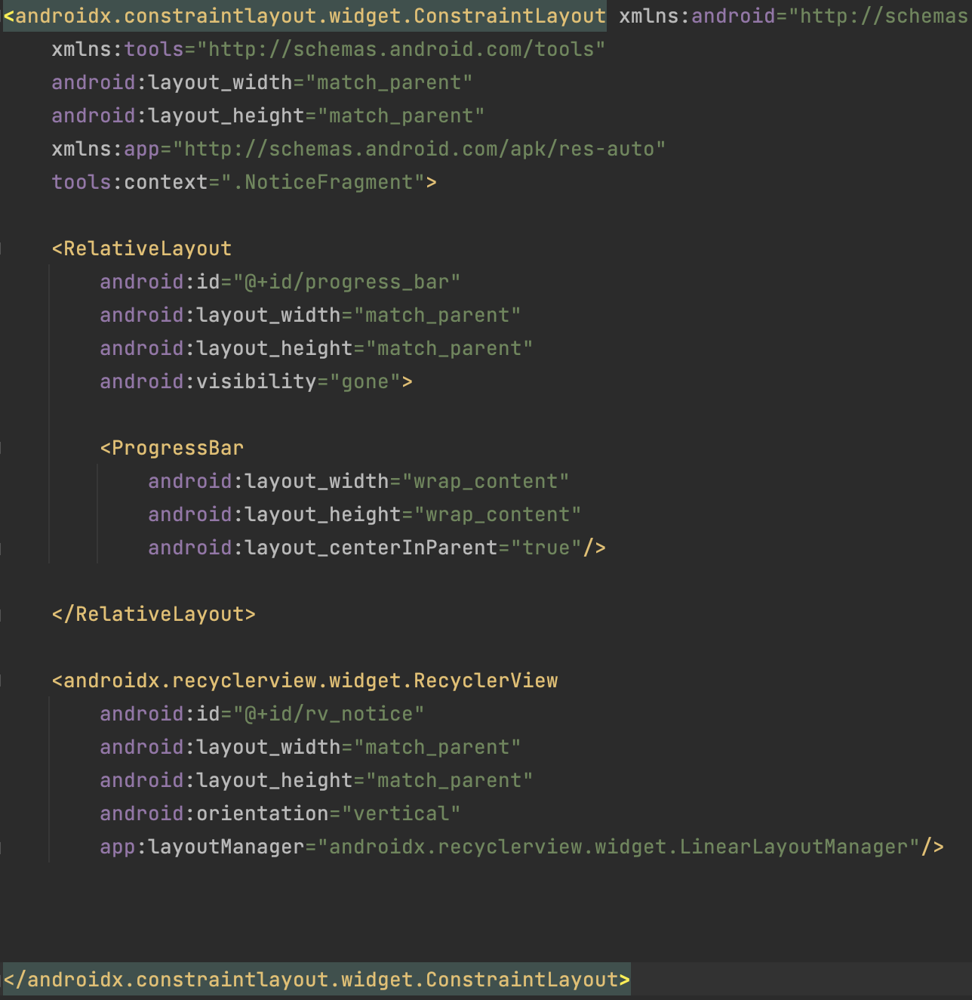 <androidx.constraintlayout.widget.ConstraintLayout xmlns:android="http://schemas
    xmlns:tools="http://schemas.android.com/tools"
    android:layout_width="match_parent"
    android:layout_height="match_parent"
    xmlns:app="http://schemas.android.com/apk/res-auto"
    tools:context=".NoticeFragment">
    <RelativeLayout
        android:id="@+id/progress_bar"
        android:layout_width="match_parent"
        android:layout_height="match_parent"
        android:visibility="gone">
        <ProgressBar
            android:layout_width="wrap_content"
            android:layout_height="wrap_content"
            android:layout_centerInParent="true"/>
    </RelativeLayout>
    <androidx.recyclerview.widget.RecyclerView
        android:id="@+id/rv_notice"
        android:layout_width="match_parent"
        android:layout_height="match_parent"
        android:orientation="vertical"
        app:layoutManager="androidx.recyclerview.widget.LinearLayoutManager"/>
</androidx.constraintlayout.widget.ConstraintLayout>